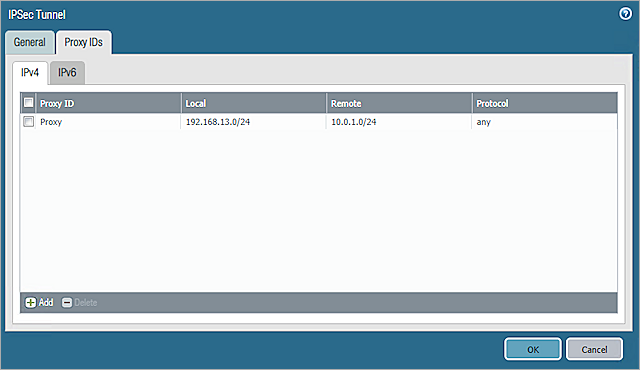 IPSec Tunnel
General Proxy IDs
IPv4 IPv6
Proxy ID Local Remote Protocol
Proxy 192.168.13.0/24 10.0.1.0/24 any
Add Delete
OK Cancel